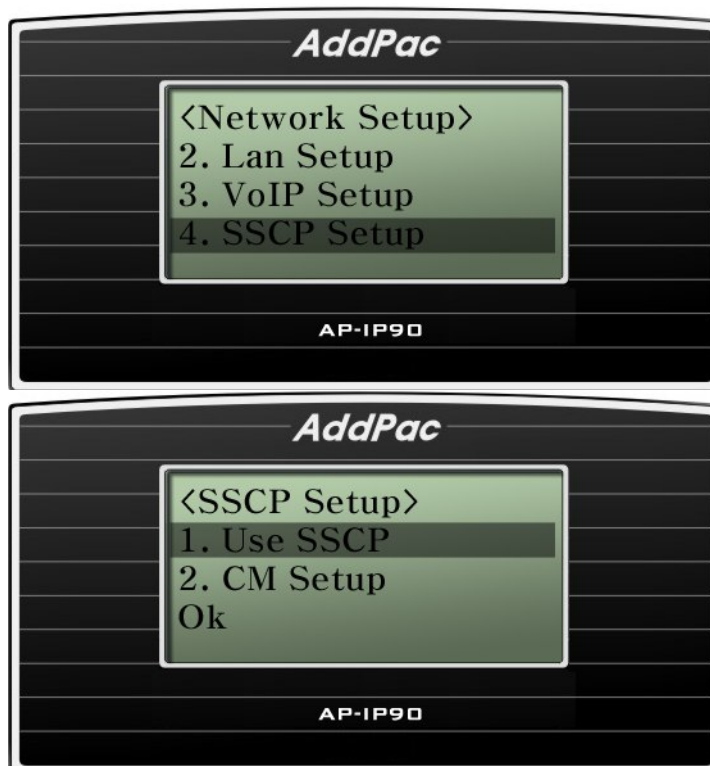 AddPac
<Network Setup>
2. Lan Setup
3. VoIP Setup
4. SSCP Setup
AP-IP90
AddPac
<SSCP Setup>
1. Use SSCP
2. CM Setup
Ok
AP-IP90